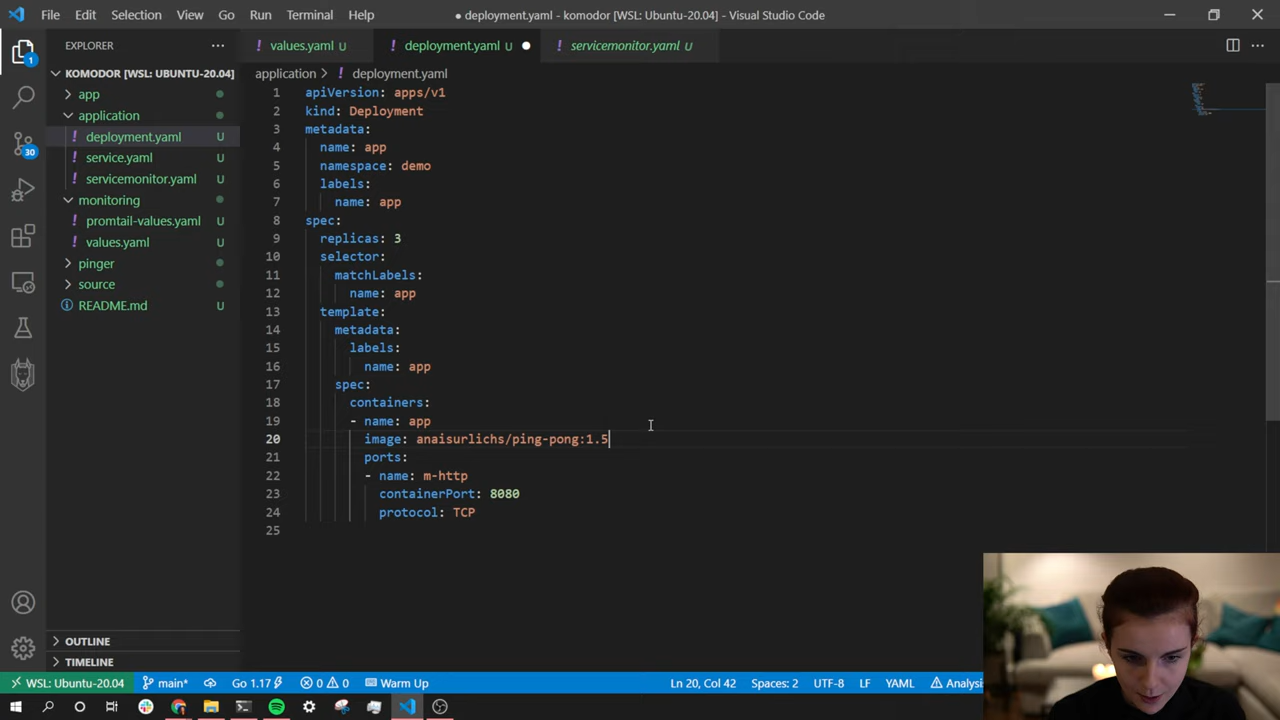 File Edit Selection View Go Run Terminal Help
● deployment.yaml - komodor [WSL: Ubuntu-20.04] - Visual Studio Code
EXPLORER ···
values.yaml U
deployment.yaml U ●
servicemonitor.yaml U
···
KOMODOR [WSL: UBUNTU-20.04]
app
application
deployment.yaml U
service.yaml U
servicemonitor.yaml U
monitoring
promtail-values.yaml U
values.yaml U
pinger
source
README.md U
OUTLINE
TIMELINE
1
30
application > ! deployment.yaml
1 apiVersion: apps/v1
2 kind: Deployment
3 metadata:
4 name: app
5 namespace: demo
6 labels:
7 name: app
8 spec:
9 replicas: 3
10 selector:
11 matchLabels:
12 name: app
13 template:
14 metadata:
15 labels:
16 name: app
17 spec:
18 containers:
19 - name: app
20 image: anaisurlichs/ping-pong:1.5
21 ports:
22 - name: m-http
23 containerPort: 8080
24 protocol: TCP
25
WSL: Ubuntu-20.04 main* Go 1.17 0 0 Warm Up Ln 20, Col 42 Spaces: 2 UTF-8 LF YAML Analysis